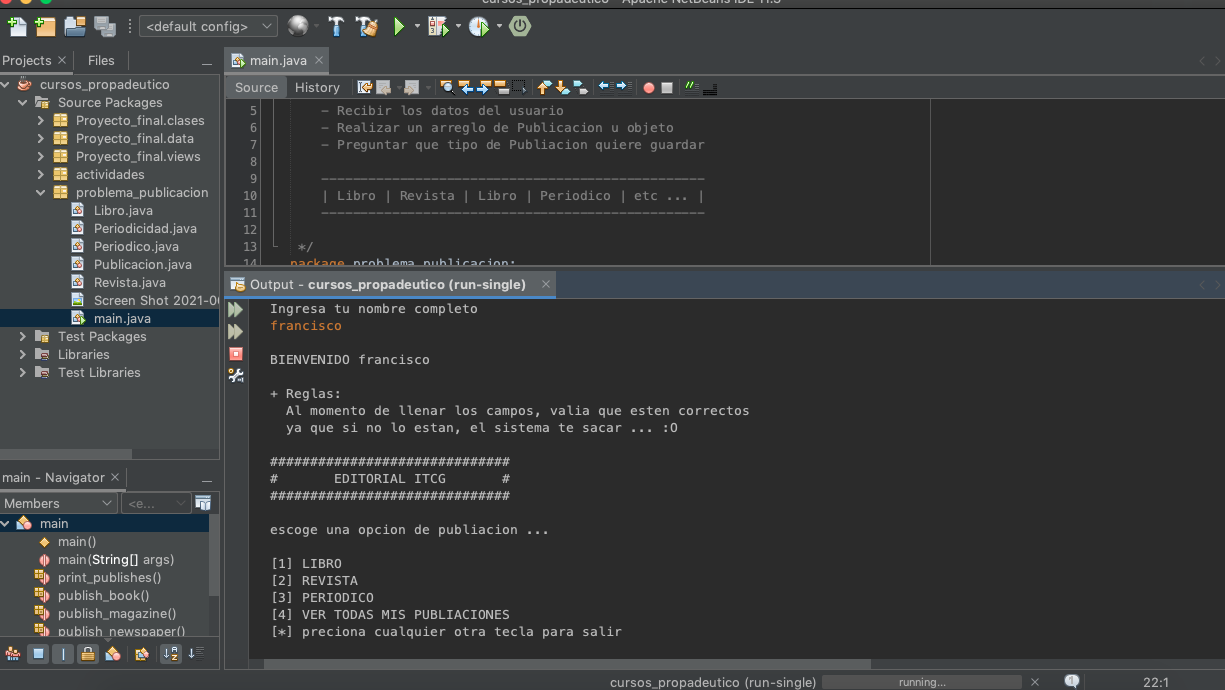 cursos_propadeutico - Apache NetBeans IDE 11.3
<default config>
Projects
Files
cursos_propadeutico
Source Packages
Proyecto_final.clases
Proyecto_final.data
Proyecto_final.views
actividades
problema_publicacion
Libro.java
Periodicidad.java
Periodico.java
Publicacion.java
Revista.java
Screen Shot 2021-0
main.java
Test Packages
Libraries
Test Libraries
main - Navigator
Members
<e...
main
main()
main(String[] args)
print_publishes()
publish_book()
publish_magazine()
publish_newspaper()
main.java
Source History
5 - Recibir los datos del usuario
6 - Realizar un arreglo de Publicacion u objeto
7 - Preguntar que tipo de Publiacion quiere guardar
8
9 ------------------------------------------------
10 | Libro | Revista | Libro | Periodico | etc ... |
11 ------------------------------------------------
12
13 */
14 package problema_publicacion;
Output - cursos_propadeutico (run-single)
Ingresa tu nombre completo
francisco
BIENVENIDO francisco
+ Reglas:
Al momento de llenar los campos, valia que esten correctos
ya que si no lo estan, el sistema te sacar ... :O
##############################
# EDITORIAL ITCG #
##############################
escoge una opcion de publiacion ...
[1] LIBRO
[2] REVISTA
[3] PERIODICO
[4] VER TODAS MIS PUBLIACIONES
[*] preciona cualquier otra tecla para salir
cursos_propadeutico (run-single)
running...
1
22:1